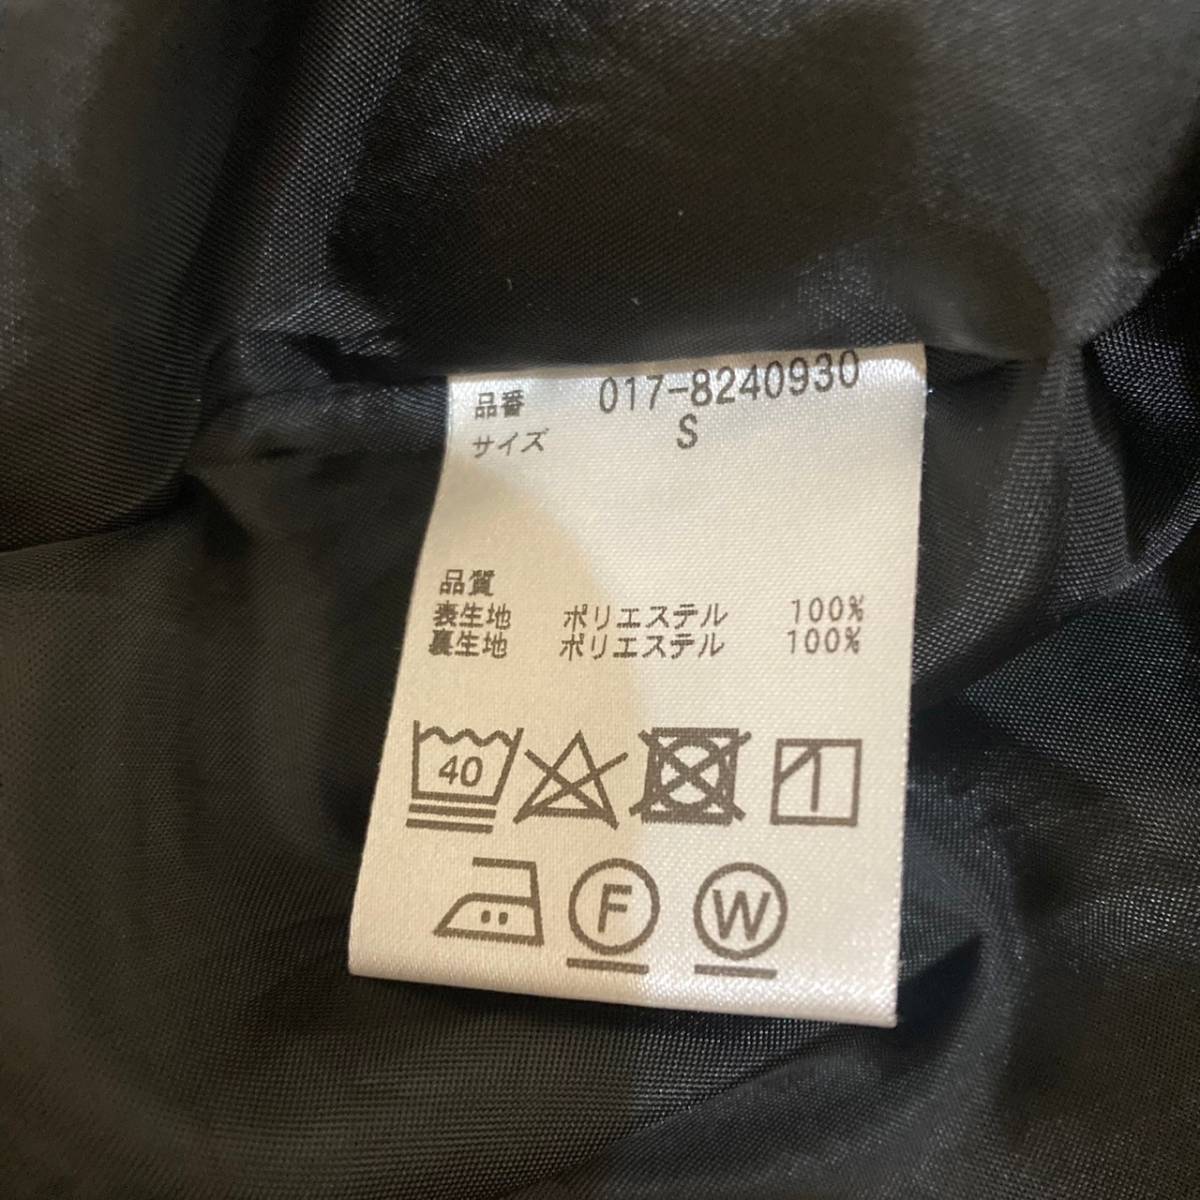 品番 017-8240930
サイズ S
品質
表生地 ポリエステル 100%
裏生地 ポリエステル 100%
40
F W